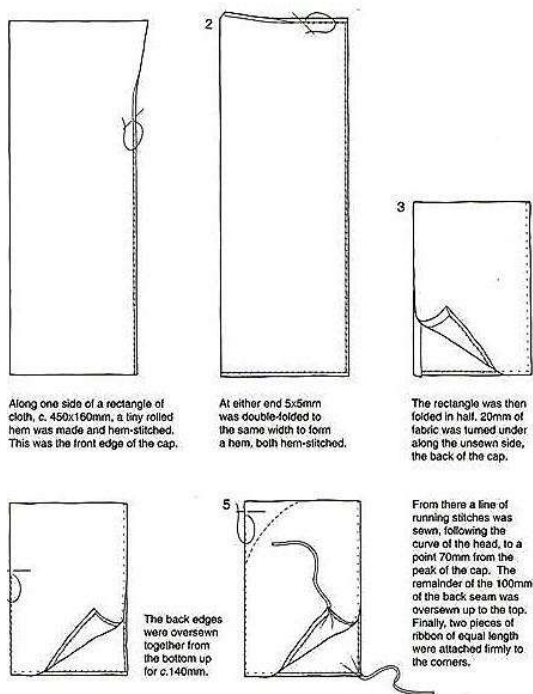 Along one side of a rectangle of
cloth, c. 450x160mm, a tiny rolled
hem was made and hem-stitched.
This was the front edge of the cap.
2
At either end 5x5mm
was double-folded to
the same width to form
a hem, both hem-stitched.
3
The rectangle was then
folded in half. 20mm of
fabric was turned under
along the unsewn side,
the back of the cap.
The back edges
were oversewn
together from
the bottom up
for c.140mm.
5
From there a line of
running stitches was
sewn, following the
curve of the head, to a
point 70mm from the
peak of the cap. The
remainder of the 100mm
of the back seam was
oversewn up to the top.
Finally, two pieces of
ribbon of equal length
were attached firmly to
the corners.